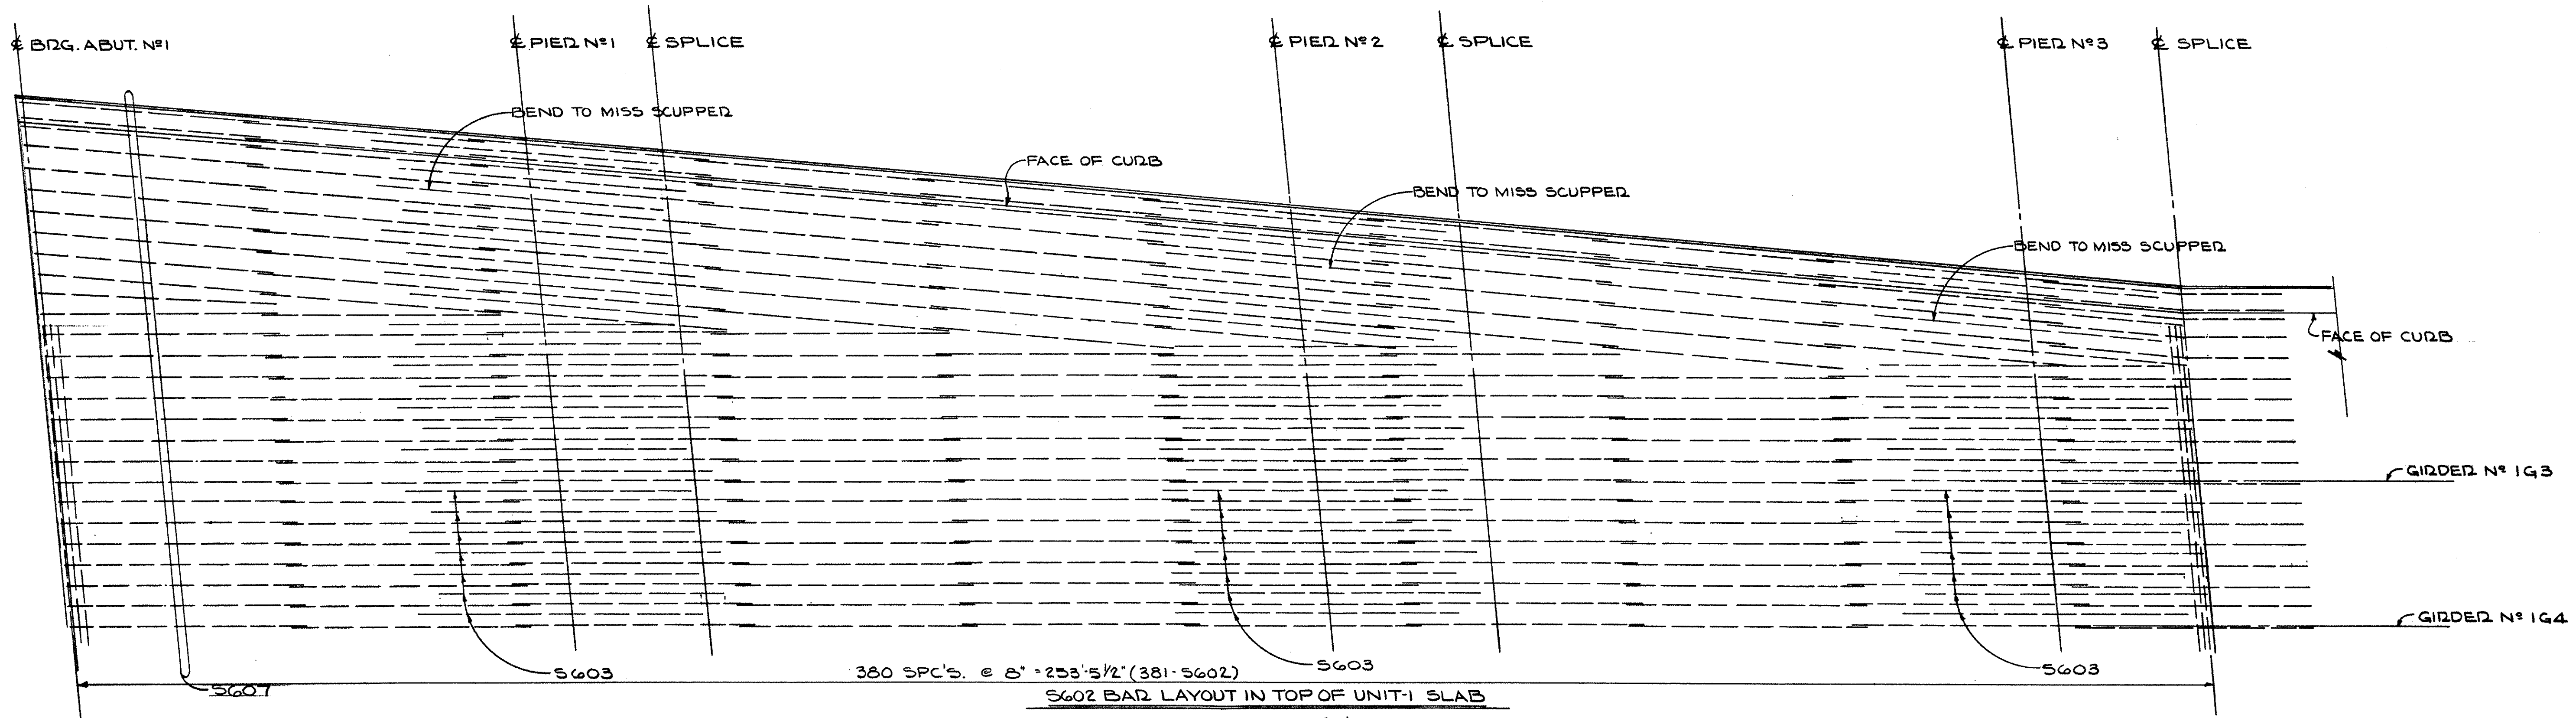 ℄ BRG. ABUT. Nº1
℄ PIER Nº1
℄ SPLICE
℄ PIER Nº2
℄ SPLICE
℄ PIER Nº3
℄ SPLICE
BEND TO MISS SCUPPER
FACE OF CURB
BEND TO MISS SCUPPER
BEND TO MISS SCUPPER
FACE OF CURB
GIRDER Nº 1G3
GIRDER Nº 1G4
S603
S603
S603
380 SPC'S. @ 8" = 253'-5½" (381-S602)
S607
S602 BAR LAYOUT IN TOP OF UNIT-1 SLAB